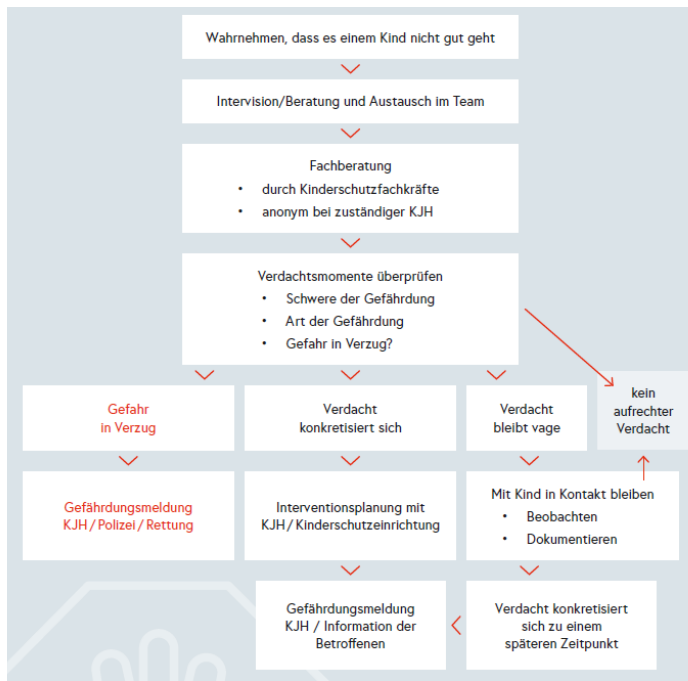 Wahrnehmen, dass es einem Kind nicht gut geht
Intervision/Beratung und Austausch im Team
Fachberatung
• durch Kinderschutzfachkräfte
• anonym bei zuständiger KJH
Verdachtsmomente überprüfen
• Schwere der Gefährdung
• Art der Gefährdung
• Gefahr in Verzug?
Gefahr
in Verzug
Verdacht
konkretisiert sich
Verdacht
bleibt vage
kein
aufrechter
Verdacht
Gefährdungsmeldung
KJH / Polizei / Rettung
Interventionsplanung mit
KJH/Kinderschutzeinrichtung
Mit Kind in Kontakt bleiben
• Beobachten
• Dokumentieren
Gefährdungsmeldung
KJH / Information der
Betroffenen
Verdacht konkretisiert
sich zu einem
späteren Zeitpunkt